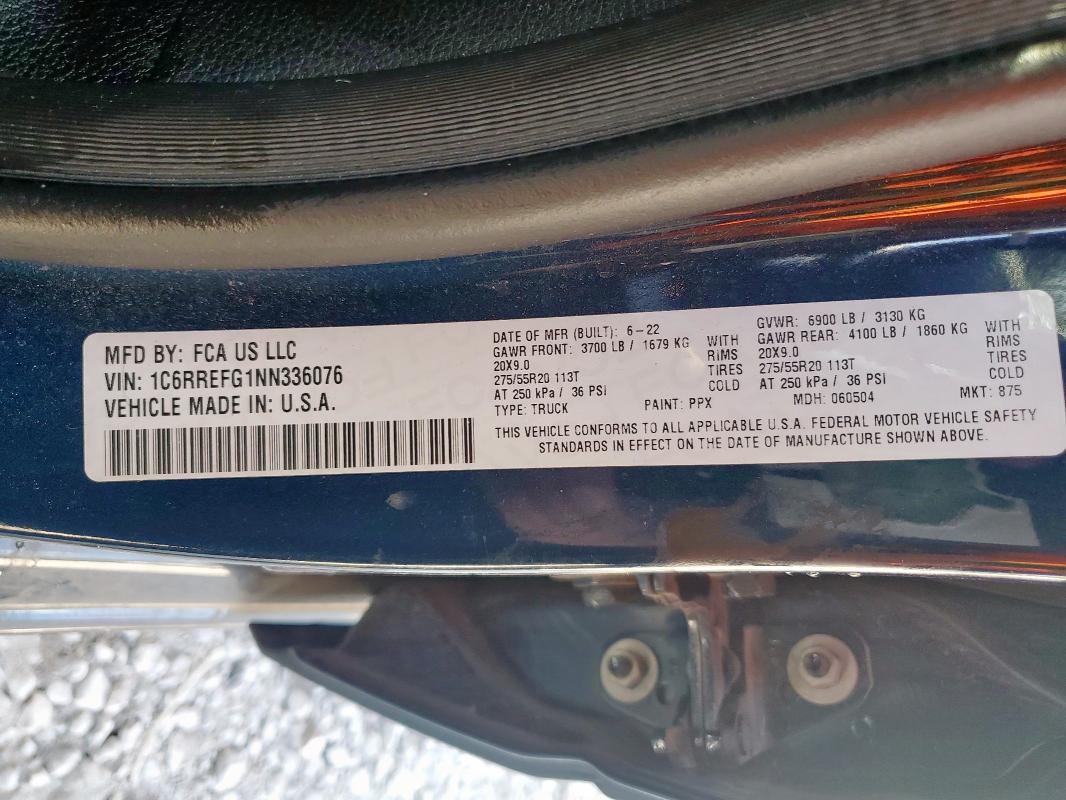 MFD BY: FCA US LLC
VIN: 1C6RREFG1NN336076
VEHICLE MADE IN: U.S.A.
DATE OF MFR (BUILT): 6-22
GAWR FRONT: 3700 LB / 1679 KG WITH
20X9.0 RIMS
275/55R20 113T TIRES
AT 250 kPa / 36 PSI COLD
TYPE: TRUCK PAINT: PPX
GVWR: 6900 LB / 3130 KG
GAWR REAR: 4100 LB / 1860 KG WITH
20X9.0 RIMS
275/55R20 113T TIRES
AT 250 kPa / 36 PSI COLD
MDH: 060504 MKT: 875
THIS VEHICLE CONFORMS TO ALL APPLICABLE U.S.A. FEDERAL MOTOR VEHICLE SAFETY
STANDARDS IN EFFECT ON THE DATE OF MANUFACTURE SHOWN ABOVE.